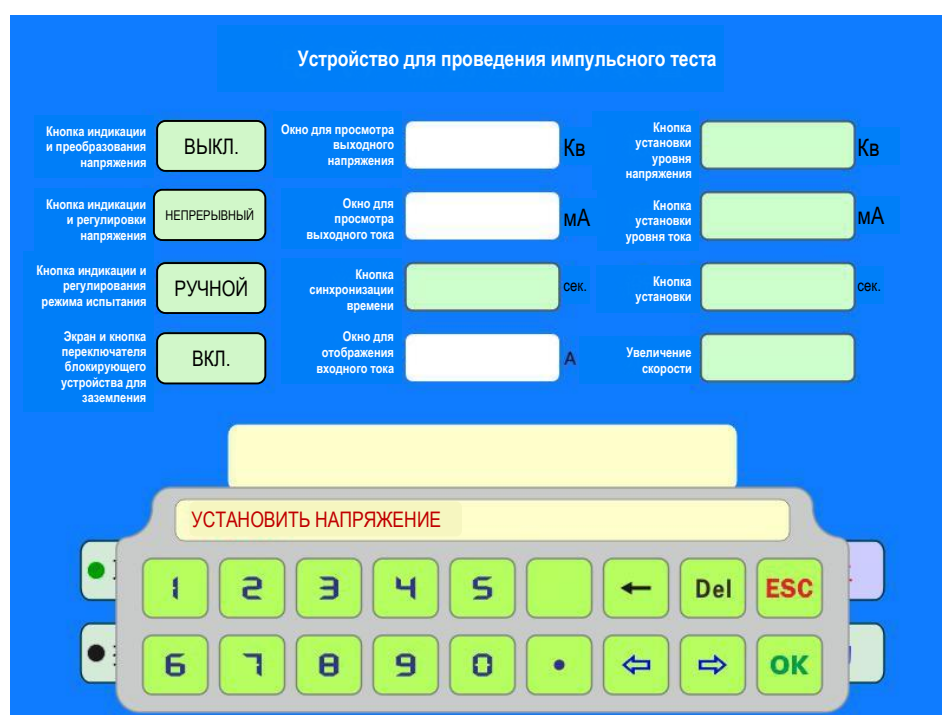 Устройство для проведения импульсного теста
Кнопка индикации
и преобразования
напряжения
ВЫКЛ.
Окно для просмотра
выходного
напряжения
Кв
Кнопка
установки
уровня
напряжения
Кв
Кнопка индикации
и регулировки
напряжения
НЕПРЕРЫВНЫЙ
Окно для
просмотра
выходного тока
мА
Кнопка
установки
уровня тока
мА
Кнопка индикации и
регулирования
режима испытания
РУЧНОЙ
Кнопка
синхронизации
времени
сек.
Кнопка
установки
сек.
Экран и кнопка
переключателя
блокирующего
устройства для
заземления
ВКЛ.
Окно для
отображения
входного тока
А
Увеличение
скорости
УСТАНОВИТЬ НАПРЯЖЕНИЕ
1 2 3 4 5 ← Del ESC
6 7 8 9 0 • ⇦ ⇨ OK